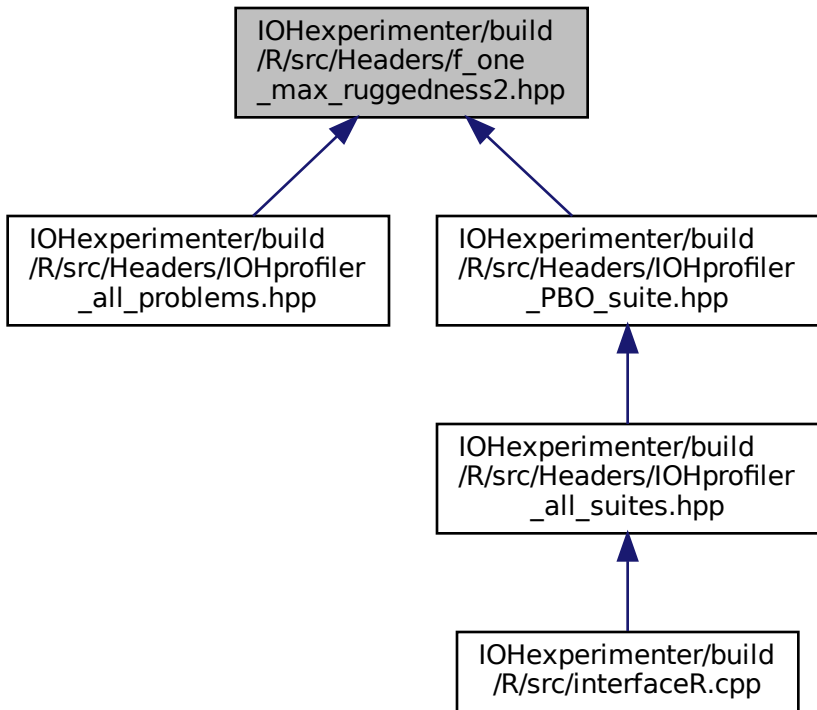 IOHexperimenter/build
/R/src/Headers/f_one
_max_ruggedness2.hpp
IOHexperimenter/build
/R/src/Headers/IOHprofiler
_all_problems.hpp
IOHexperimenter/build
/R/src/Headers/IOHprofiler
_PBO_suite.hpp
IOHexperimenter/build
/R/src/Headers/IOHprofiler
_all_suites.hpp
IOHexperimenter/build
/R/src/interfaceR.cpp